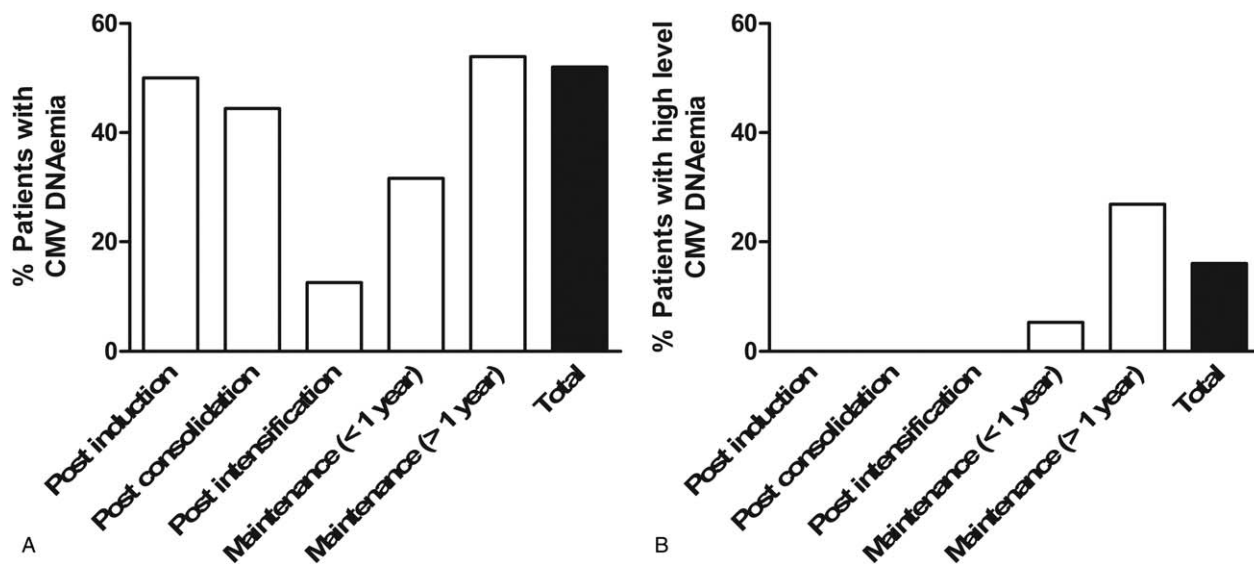 % Patients with
CMV DNAemia
60
40
20
0
Post induction
Post consolidation
Post intensification
Maintenance (< 1 year)
Maintenance (> 1 year)
Total
A
% Patients with high level
CMV DNAemia
60
40
20
0
Post induction
Post consolidation
Post intensification
Maintenance (< 1 year)
Maintenance (> 1 year)
Total
B